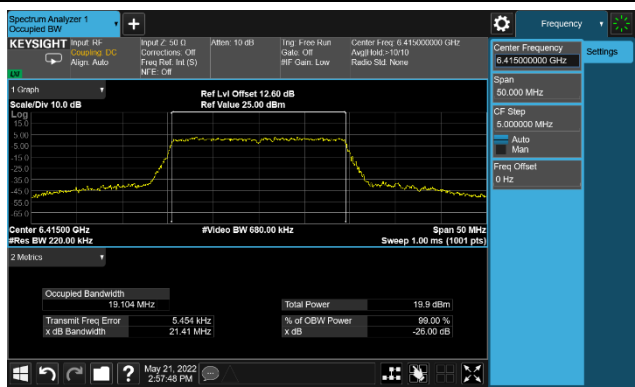 Spectrum Analyzer 1
Occupied BW
Frequency
KEYSIGHT
Input: RF
Coupling: DC
Align: Auto
Input Z: 50 Ω
Corrections: Off
Freq Ref: Int (S)
NFE: Off
Atten: 10 dB
Trig: Free Run
Gate: Off
#IF Gain: Low
Center Freq: 6.415000000 GHz
Avg|Hold:>10/10
Radio Std: None
LXI
Center Frequency
6.415000000 GHz
Settings
Span
50.000 MHz
CF Step
5.000000 MHz
Auto
Man
Freq Offset
0 Hz
1 Graph
Scale/Div 10.0 dB
Ref Lvl Offset 12.60 dB
Ref Value 25.00 dBm
Log
15.0
5.00
-5.00
-15.0
-25.0
-35.0
-45.0
-55.0
-65.0
Center 6.41500 GHz
#Res BW 220.00 kHz
#Video BW 680.00 kHz
Span 50 MHz
Sweep 1.00 ms (1001 pts)
2 Metrics
Occupied Bandwidth
19.104 MHz
Total Power 19.9 dBm
Transmit Freq Error 5.454 kHz
% of OBW Power 99.00 %
x dB Bandwidth 21.41 MHz
x dB -26.00 dB
?
May 21, 2022
2:57:48 PM